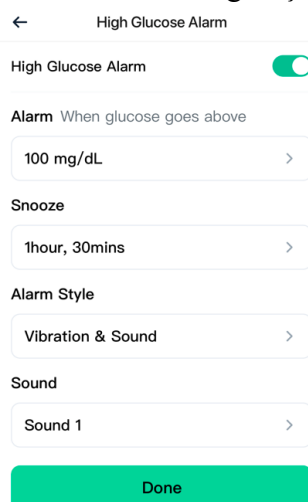 High Glucose Alarm
High Glucose Alarm
Alarm When glucose goes above
100 mg/dL
Snooze
1hour, 30mins
Alarm Style
Vibration & Sound
Sound
Sound 1
Done